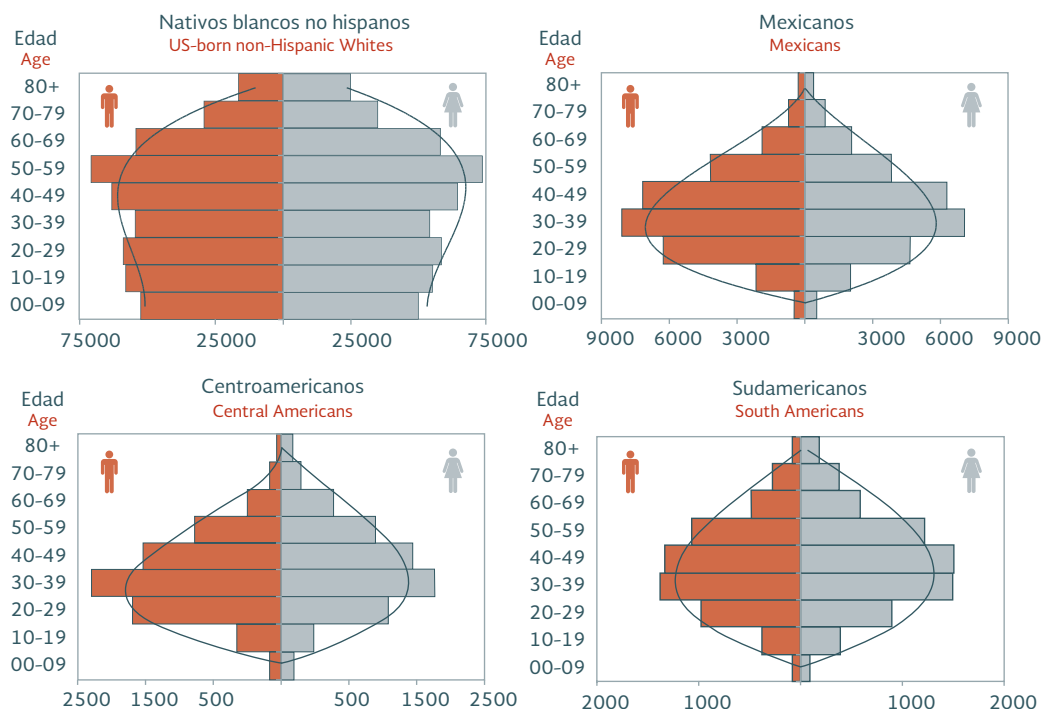 Nativos blancos no hispanos
US-born non-Hispanic Whites
Edad
Age
80+
70-79
60-69
50-59
40-49
30-39
20-29
10-19
00-09
75000 25000 25000 75000
Mexicanos
Mexicans
Edad
Age
80+
70-79
60-69
50-59
40-49
30-39
20-29
10-19
00-09
9000 6000 3000 3000 6000 9000
Centroamericanos
Central Americans
Edad
Age
80+
70-79
60-69
50-59
40-49
30-39
20-29
10-19
00-09
2500 1500 500 500 1500 2500
Sudamericanos
South Americans
Edad
Age
80+
70-79
60-69
50-59
40-49
30-39
20-29
10-19
00-09
2000 1000 1000 2000